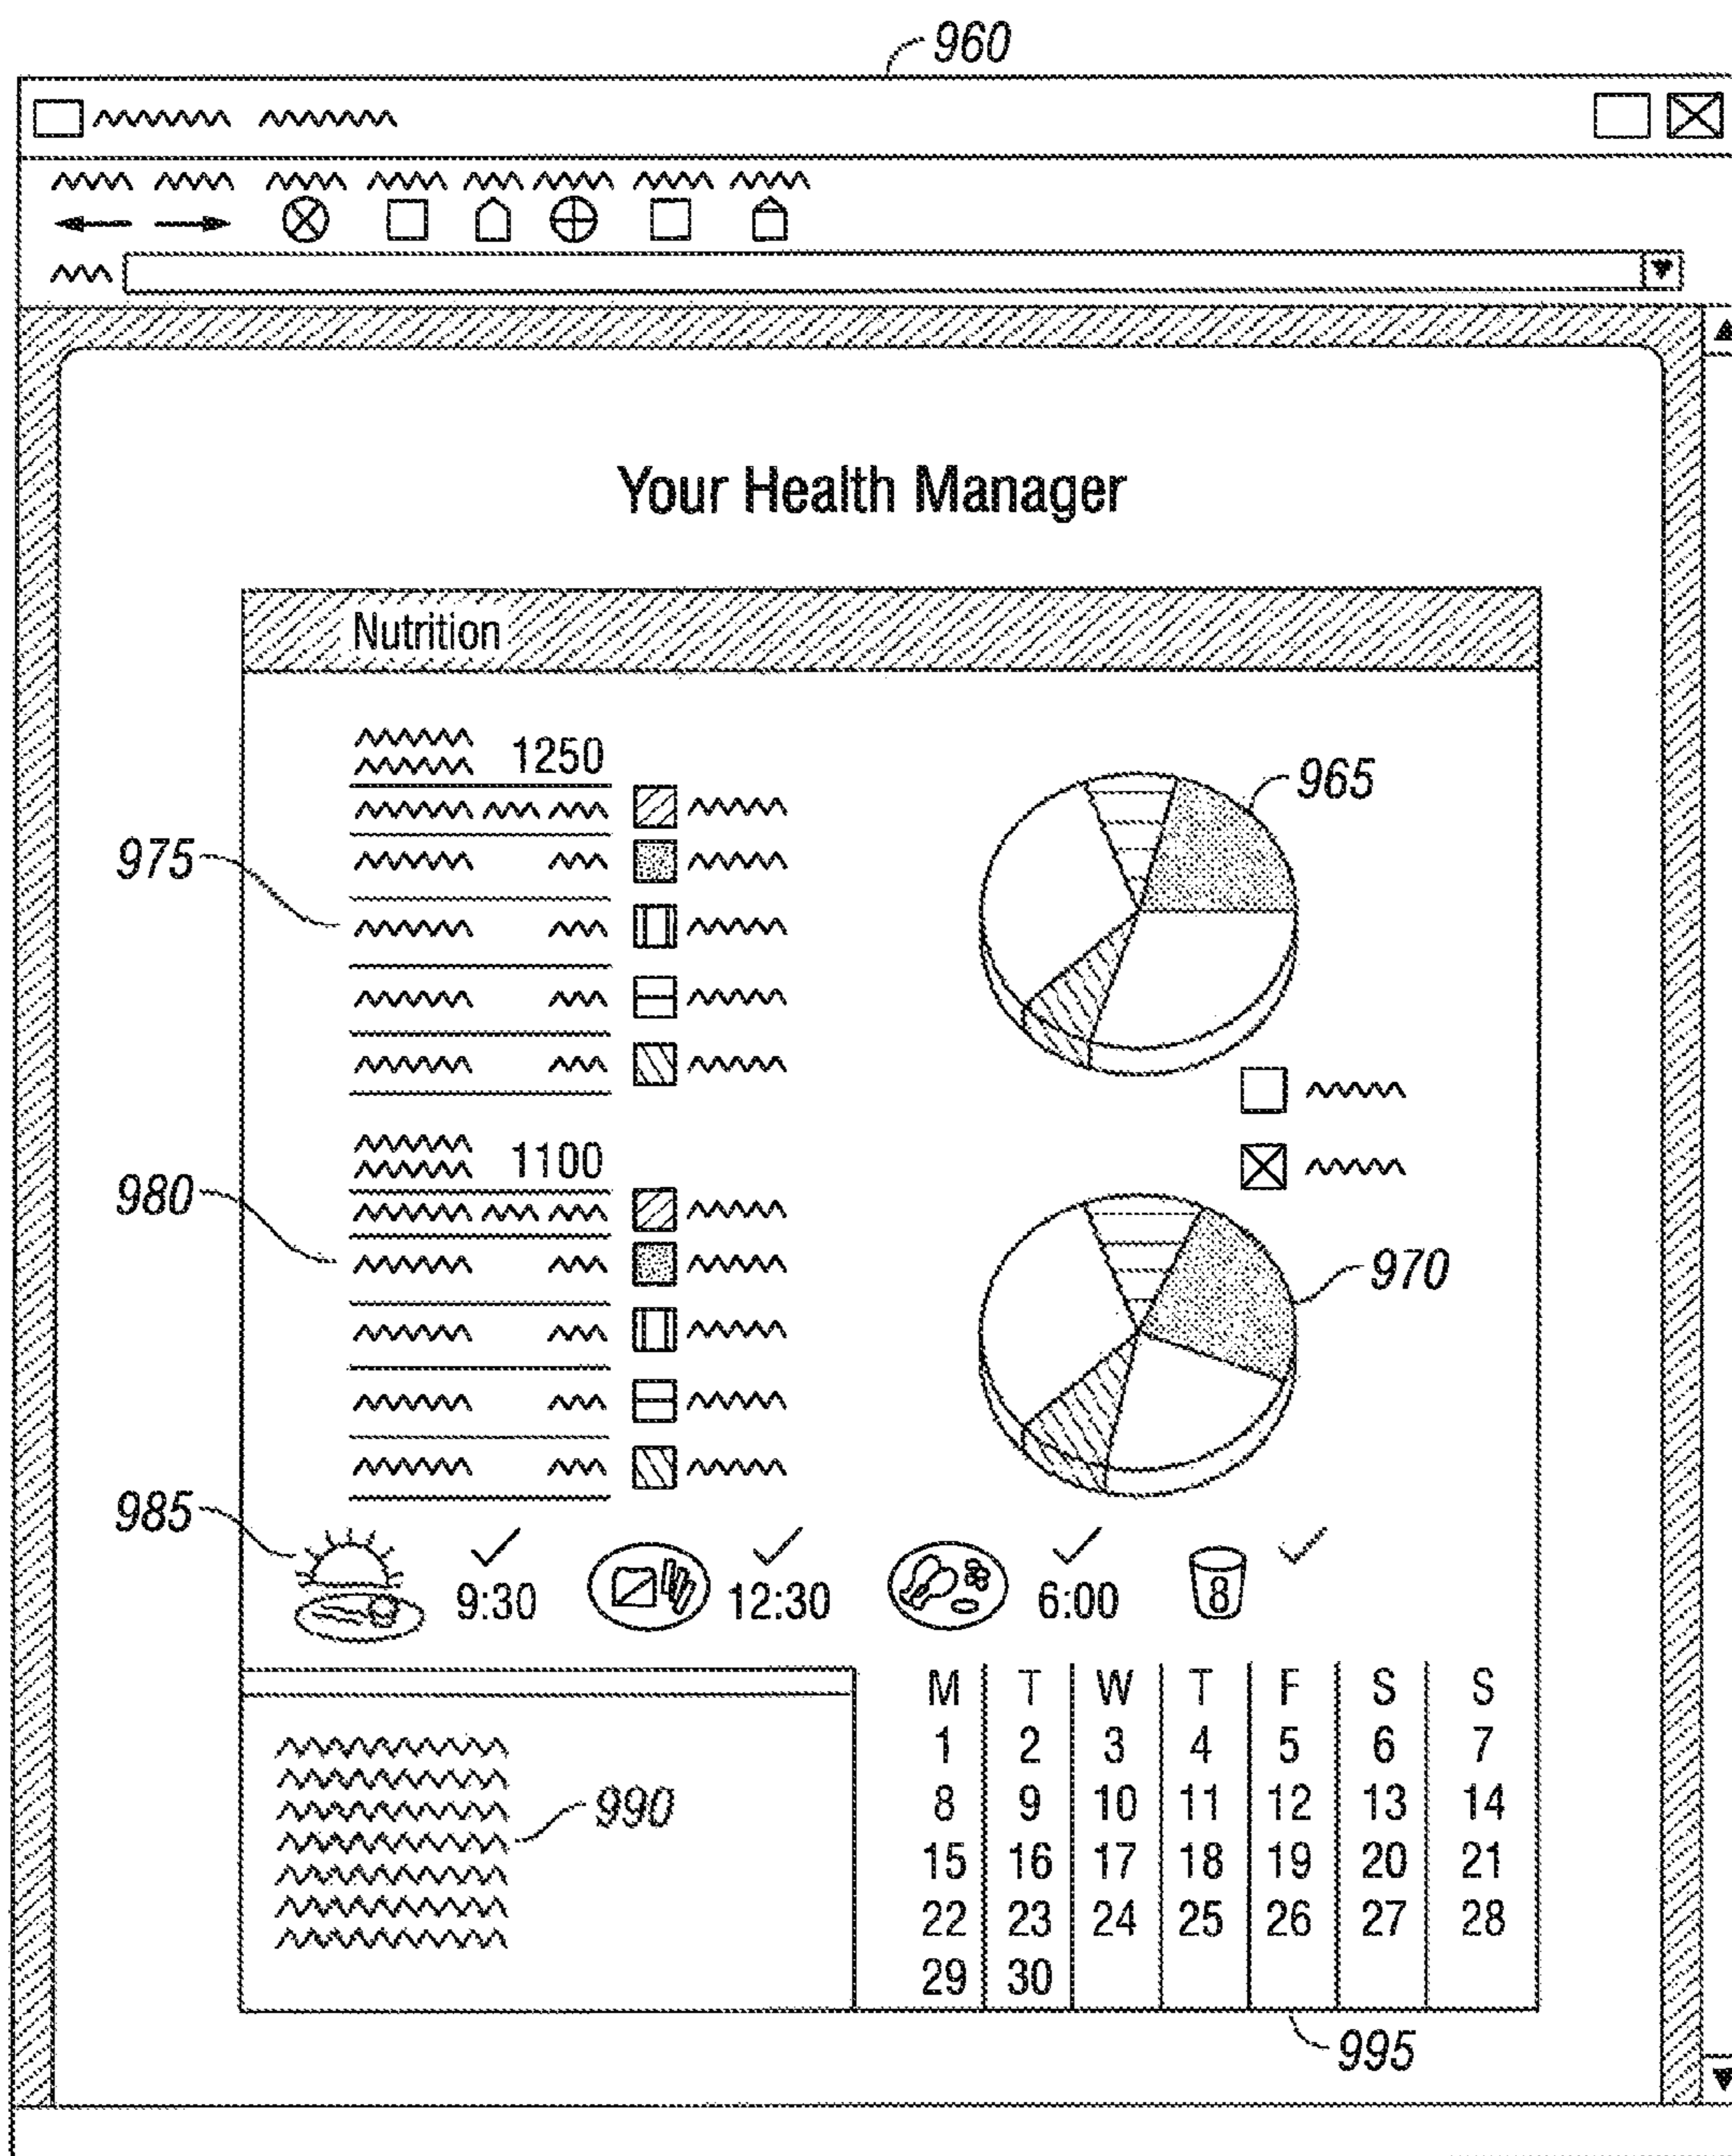 960
Your Health Manager
Nutrition
1250
965
975
1100
980
970
985
9:30 12:30 6:00 8
M T W T F S S
1 2 3 4 5 6 7
8 9 10 11 12 13 14
990
15 16 17 18 19 20 21
22 23 24 25 26 27 28
29 30
995